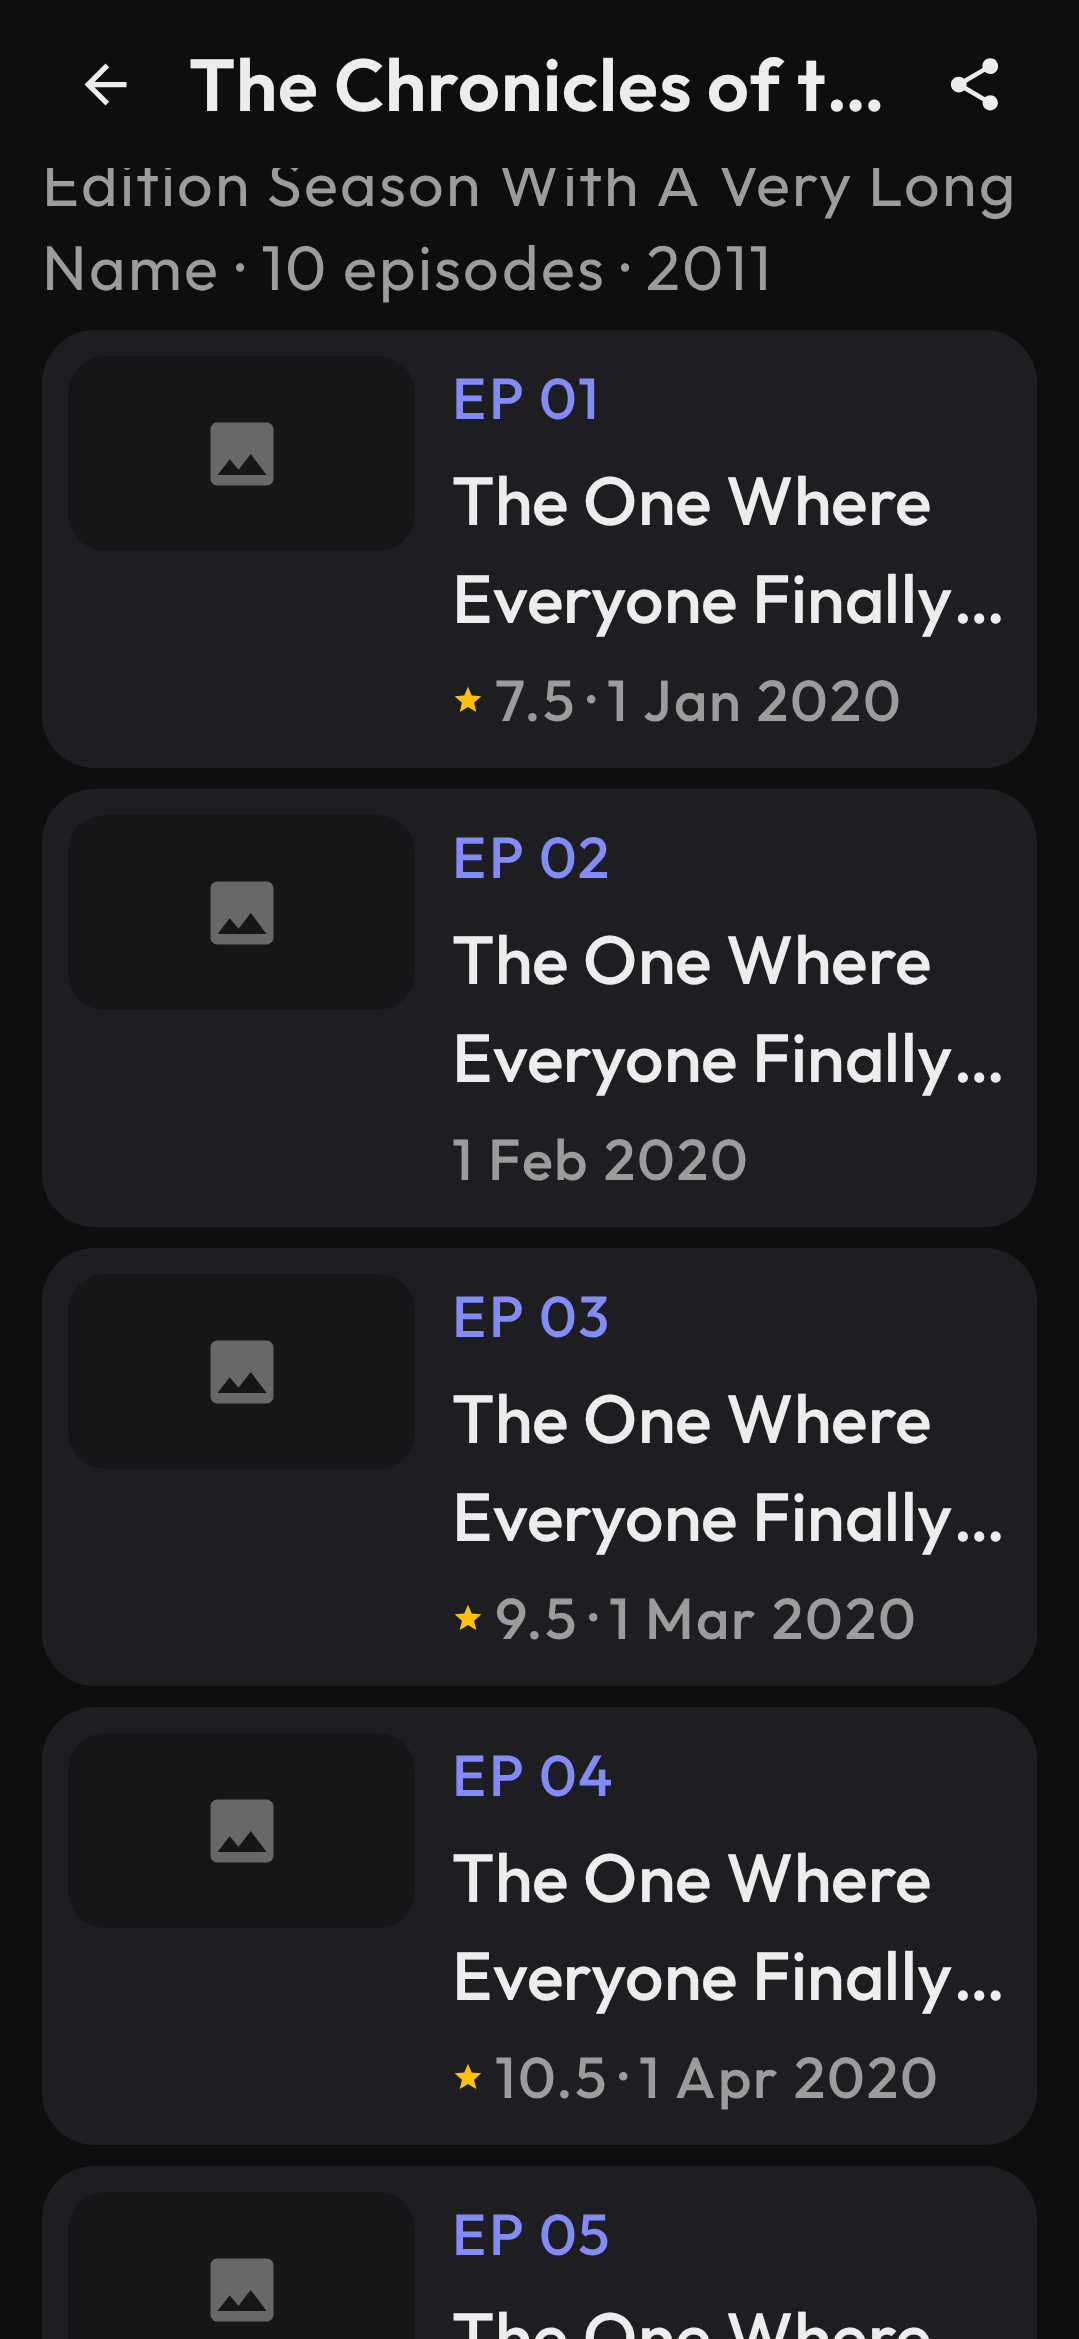 The Chronicles of t...
Edition Season With A Very Long
Name · 10 episodes · 2011
EP 01
The One Where
Everyone Finally...
7.5 · 1 Jan 2020
EP 02
The One Where
Everyone Finally...
1 Feb 2020
EP 03
The One Where
Everyone Finally...
9.5 · 1 Mar 2020
EP 04
The One Where
Everyone Finally...
10.5 · 1 Apr 2020
EP 05
The One Where